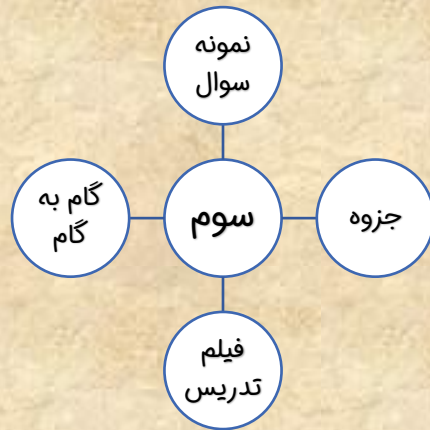 نمونه
سوال
گام به
گام
سوم
جزوه
فیلم
تدریس